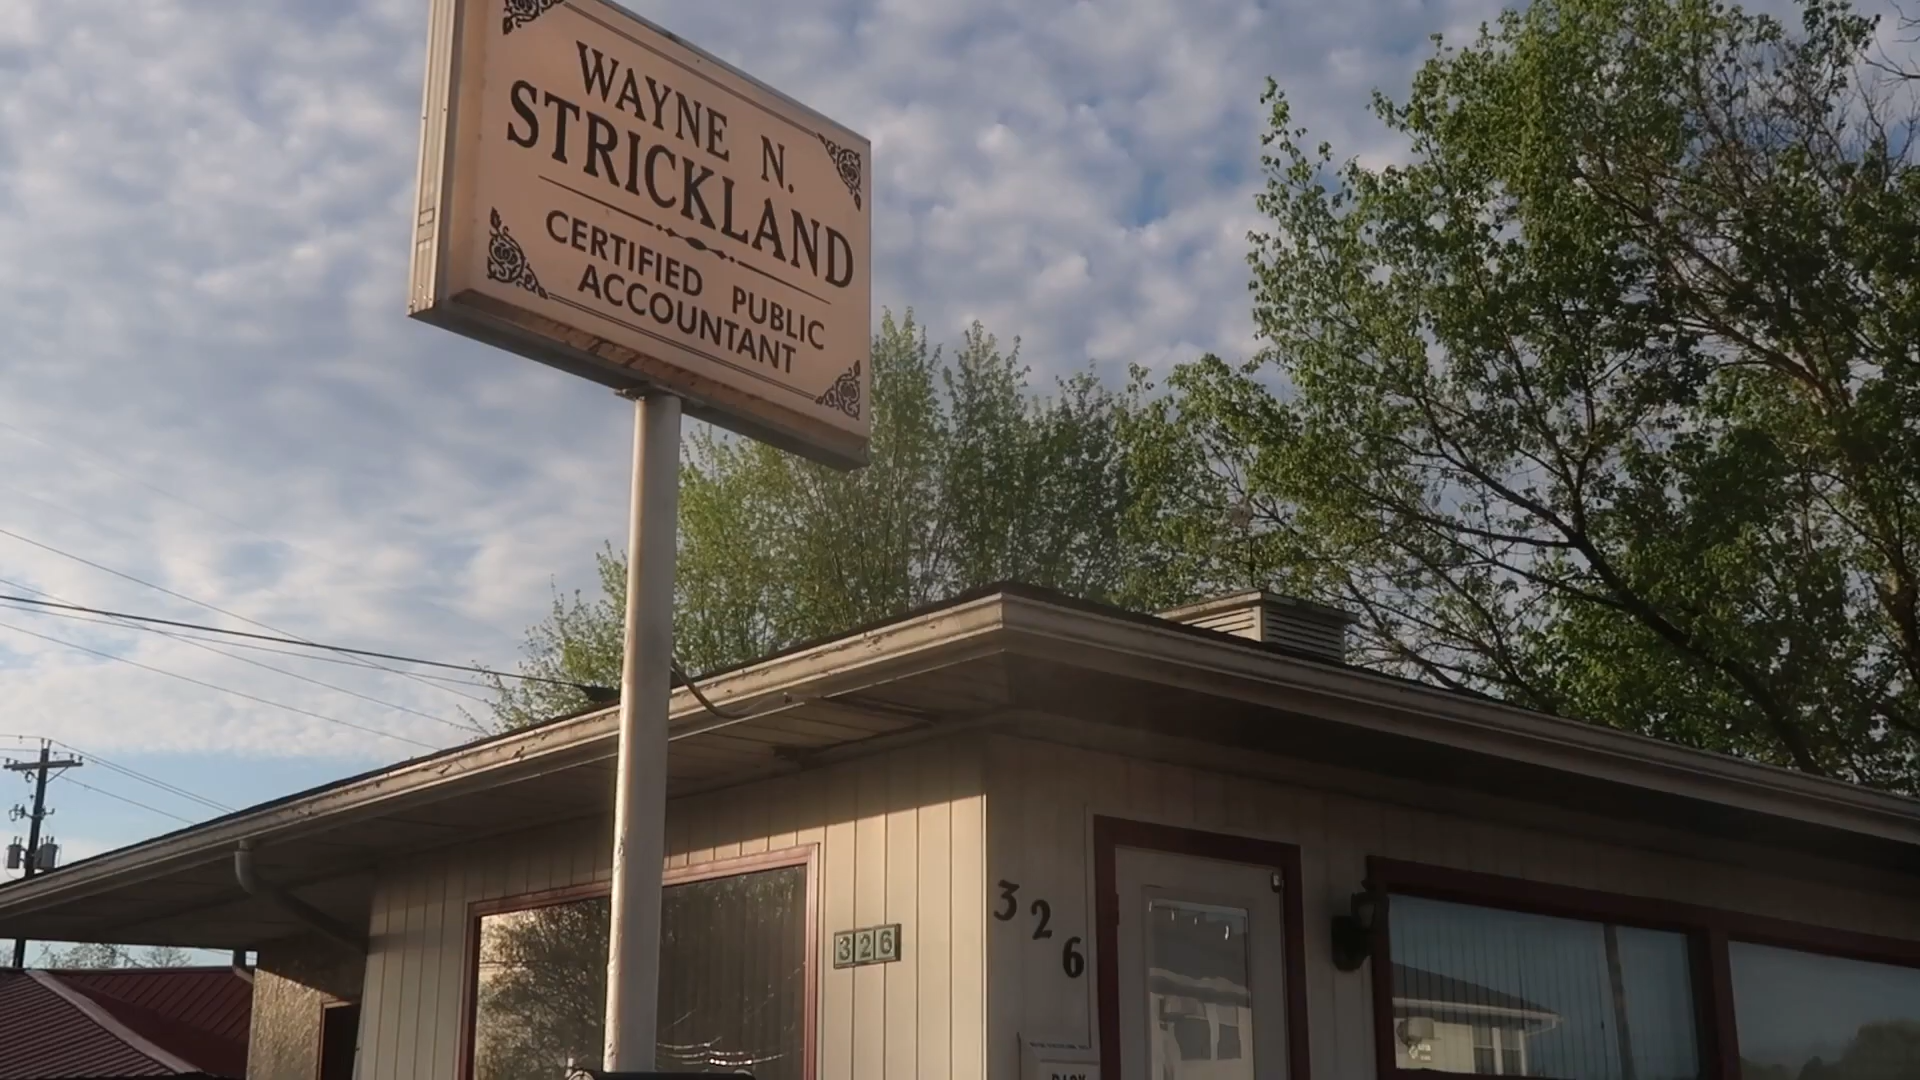 WAYNE N.
STRICKLAND
CERTIFIED PUBLIC
ACCOUNTANT
326
326